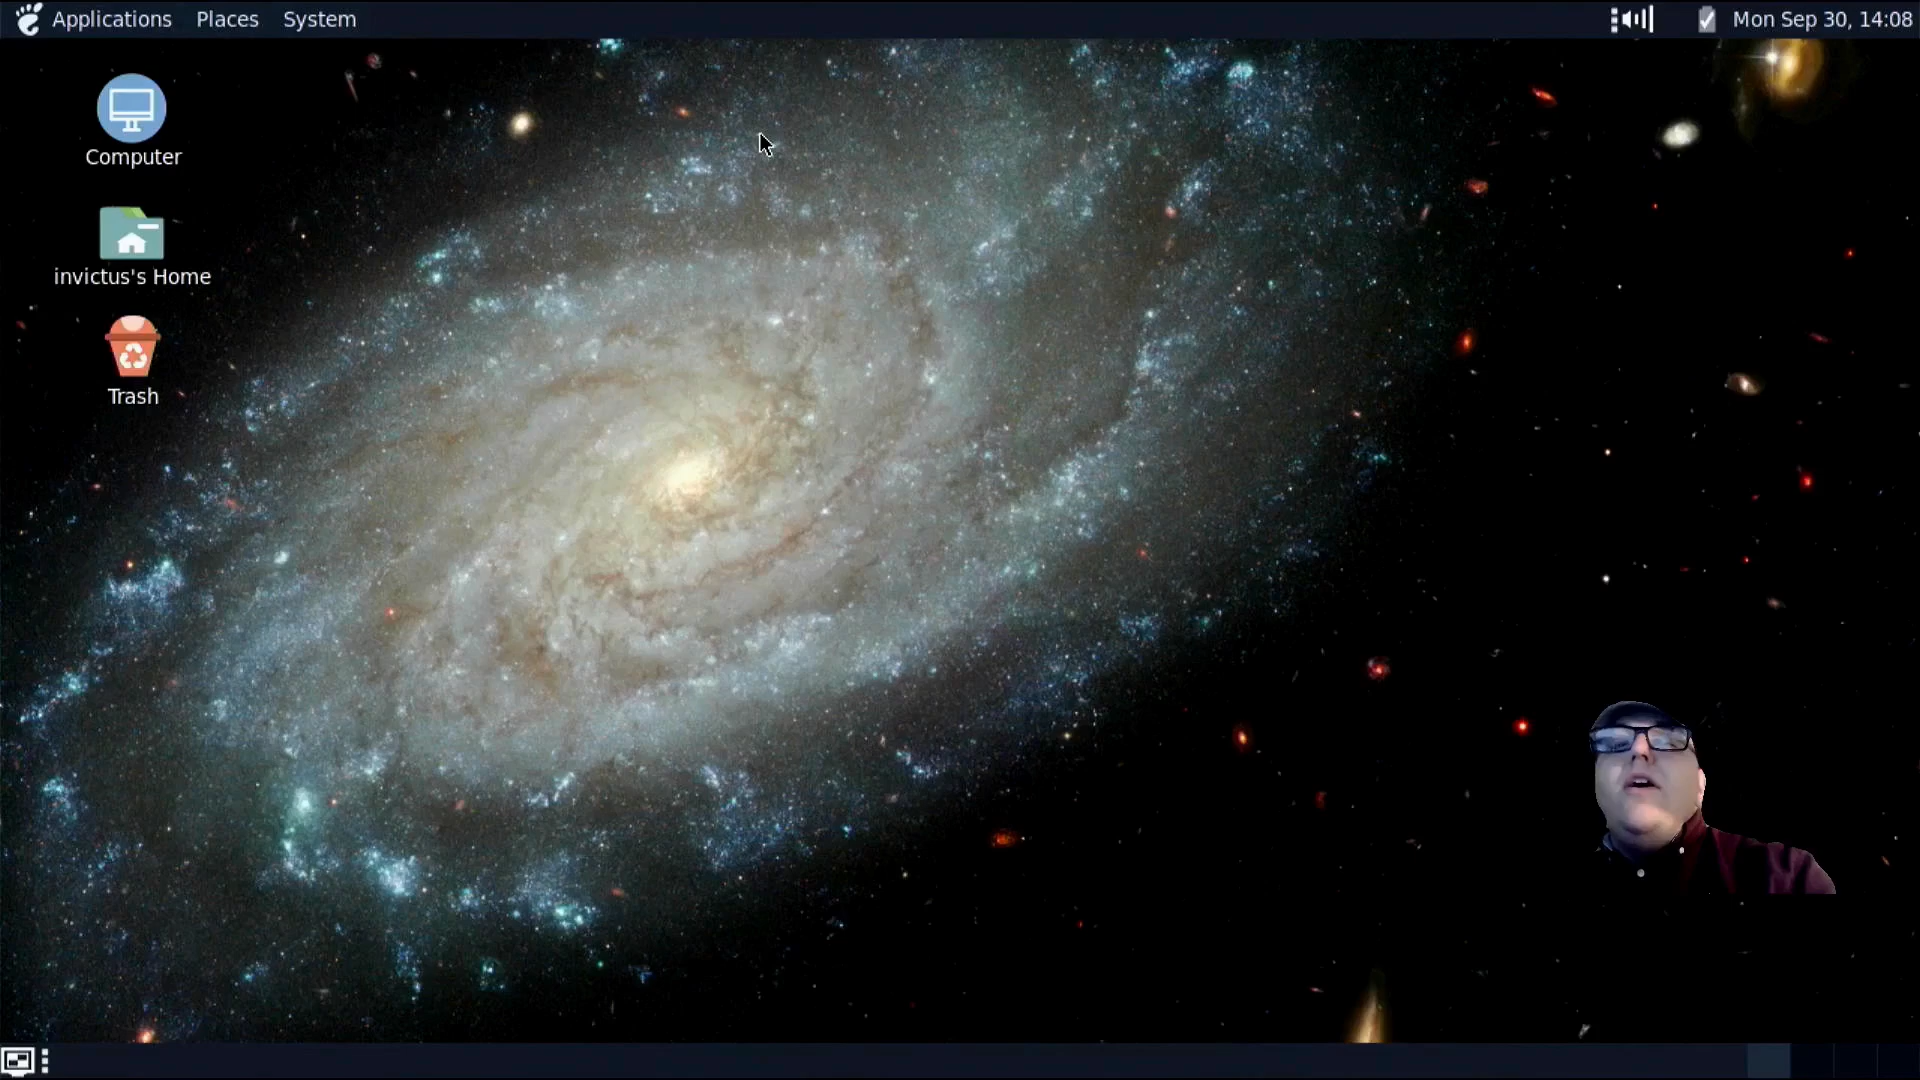 Applications Places System Mon Sep 30, 14:08
Computer
invictus's Home
Trash